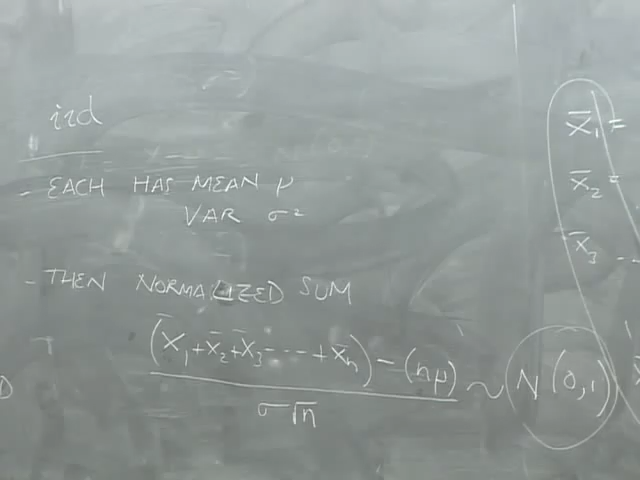 iid
- EACH HAS MEAN μ
VAR σ²
- THEN NORMALIZED SUM
(X̄₁+X̄₂+X̄₃----+X̄ₙ) - (nμ)
σ√n
~ N(0,1)
D
X̄₁ =
X̄₂ =
X̄₃ --